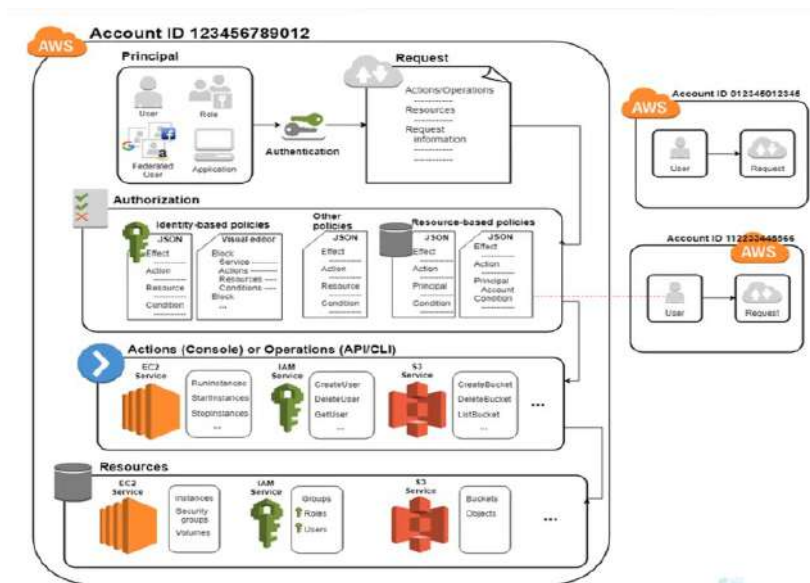 AWS
Account ID 123456789012
Principal
User
Role
G
f
a
Federated
User
Application
Authentication
Request
Actions/Operations
------------
Resources
------------
Request
information
------------
------------
AWS
Account ID 012345012345
User
Request
Account ID 112233445566
AWS
User
Request
Authorization
Identity-based policies
JSON
Effect
------------
Action
------------
Resource
------------
Condition
------------
Visual editor
Block
Service
Actions
Resources
Conditions
Block
...
Other
policies
JSON
Effect
------------
Action
------------
Resource
------------
Condition
------------
Resource-based policies
JSON
Effect
------------
Action
------------
Principal
------------
Condition
------------
JSON
Effect
------------
Action
------------
Principal
Account
Condition
------------
Actions (Console) or Operations (API/CLI)
EC2
Service
RunInstances
StartInstances
StopInstances
...
IAM
Service
CreateUser
DeleteUser
GetUser
...
S3
Service
CreateBucket
DeleteBucket
ListBucket
...
...
Resources
EC2
Service
Instances
Security
groups
Volumes
IAM
Service
Groups
Roles
Users
S3
Service
Buckets
Objects
...